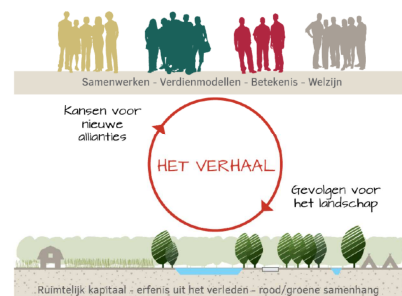 Samenwerken - Verdienmodellen - Betekenis - Welzijn
Kansen voor
nieuwe
allianties
HET VERHAAL
Gevolgen voor
het landschap
Ruimtelijk kapitaal - erfenis uit het verleden - rood/groene samenhang